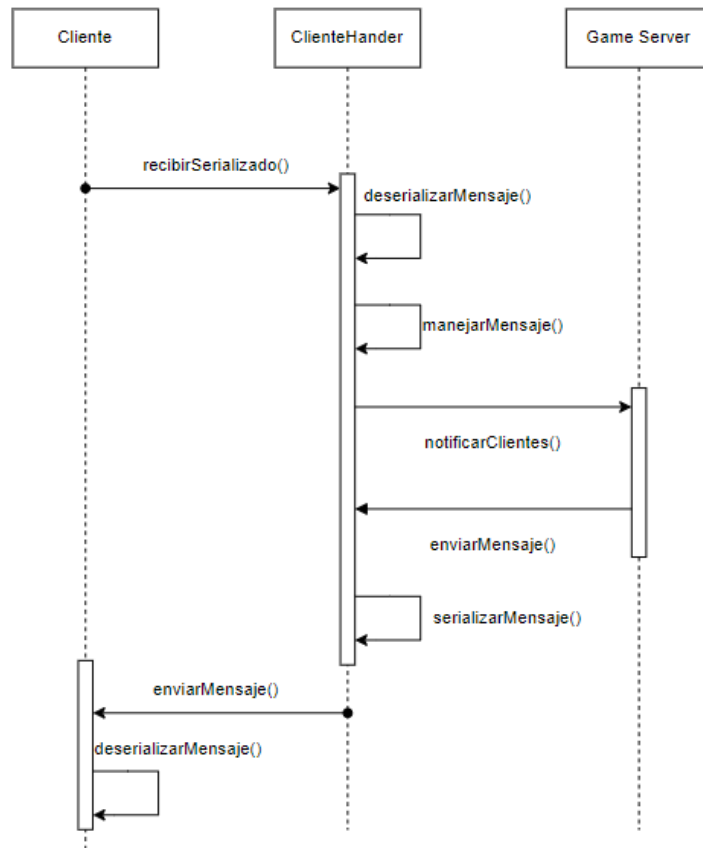 Cliente
ClienteHander
Game Server
recibirSerializado()
deserializarMensaje()
manejarMensaje()
notificarClientes()
enviarMensaje()
serializarMensaje()
enviarMensaje()
deserializarMensaje()